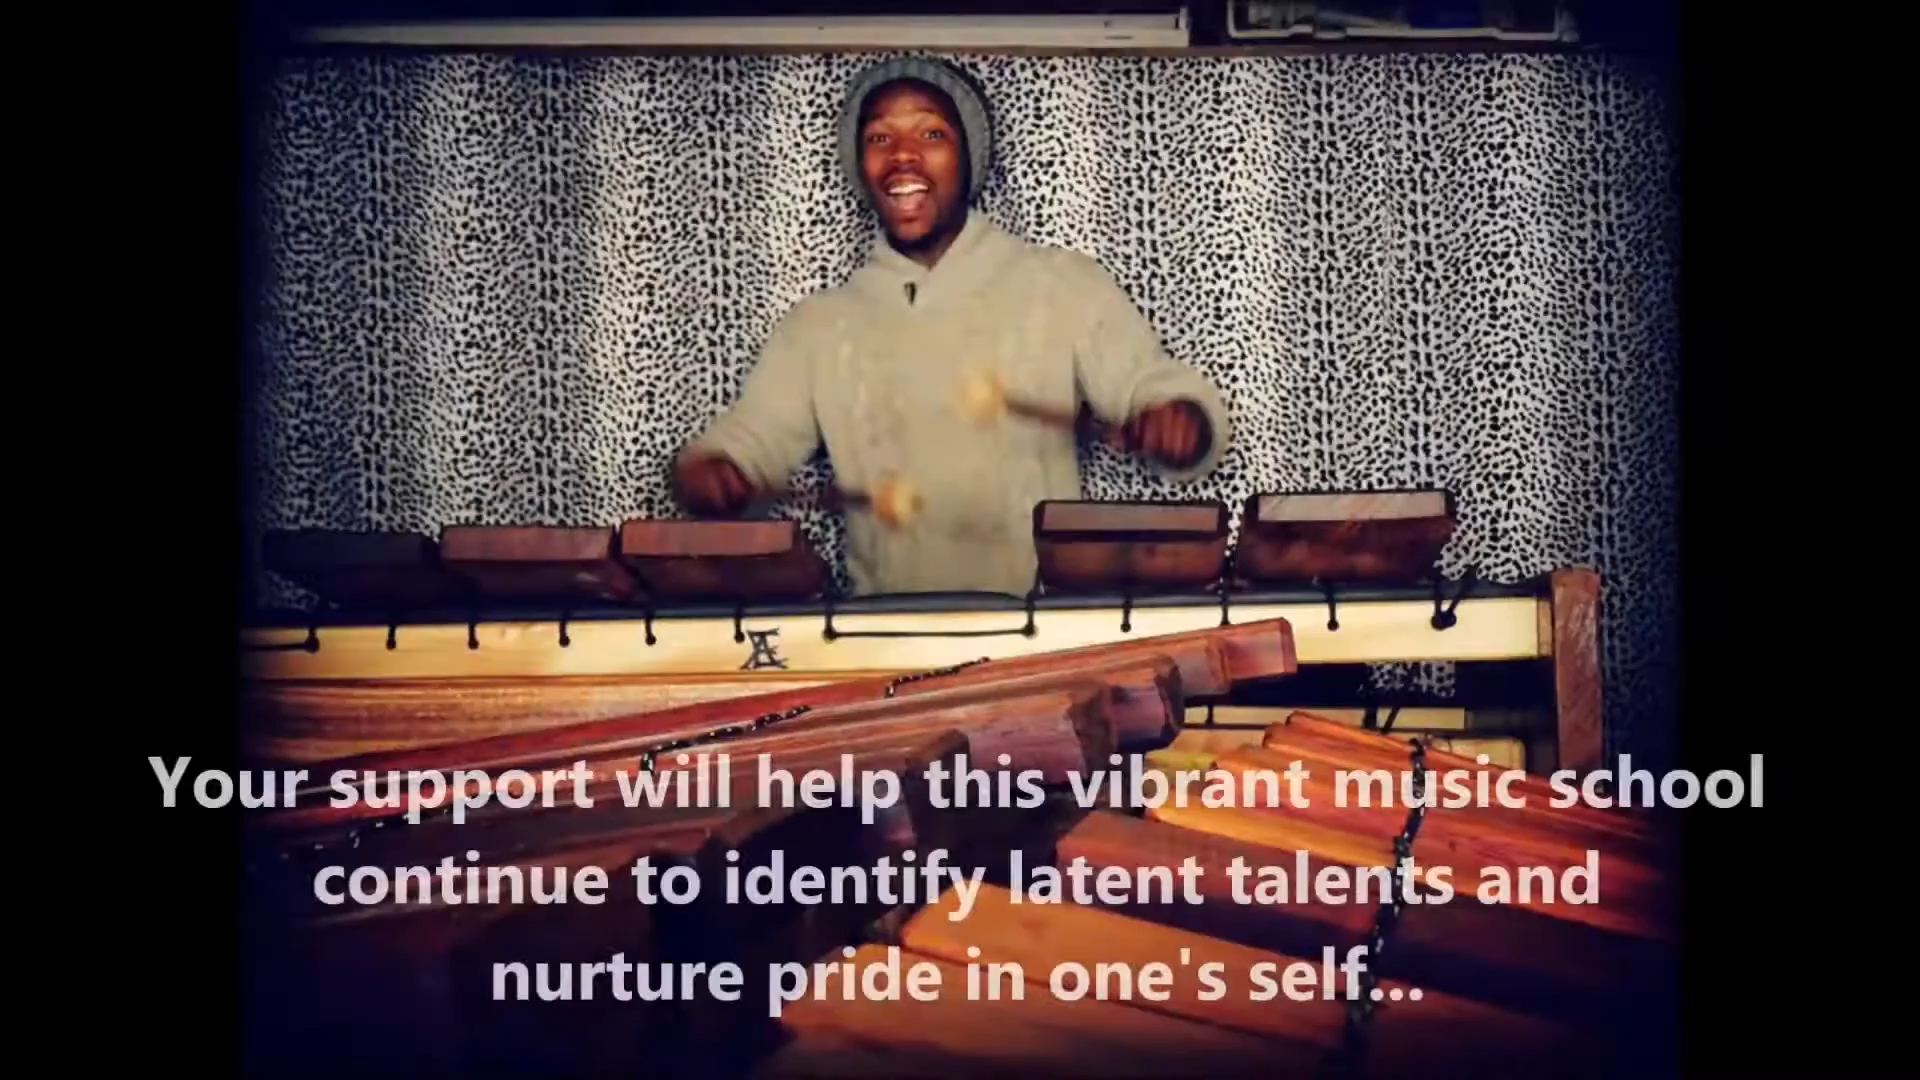 Your support will help this vibrant music school
continue to identify latent talents and
nurture pride in one's self...